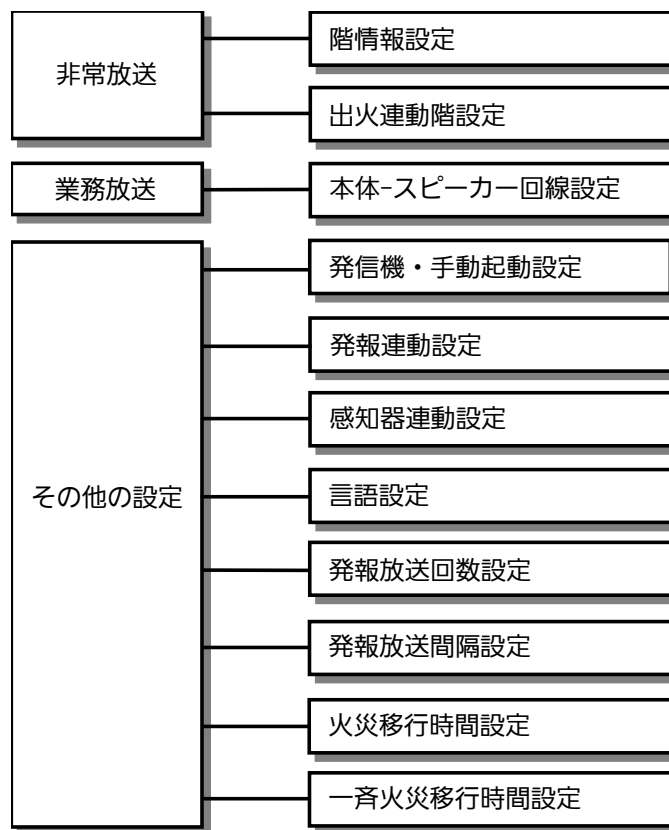 非常放送
階情報設定
出火連動階設定
業務放送
本体-スピーカー回線設定
その他の設定
発信機・手動起動設定
発報連動設定
感知器連動設定
言語設定
発報放送回数設定
発報放送間隔設定
火災移行時間設定
一斉火災移行時間設定